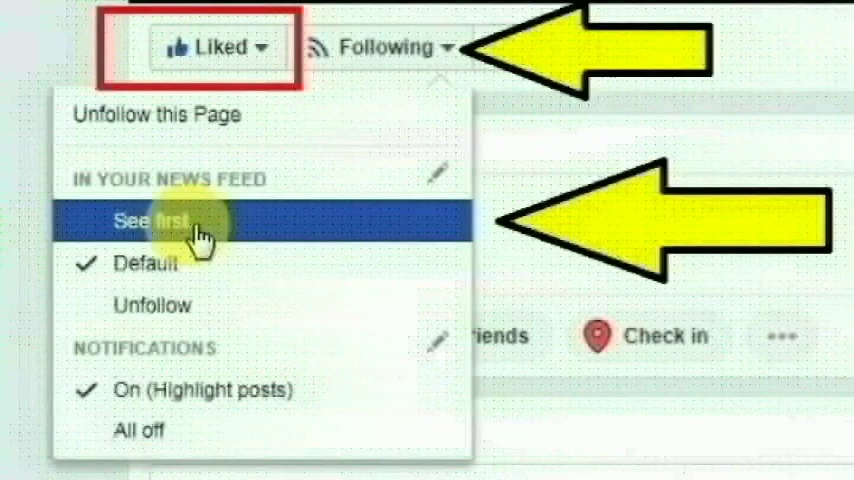 Liked Following
Unfollow this Page
IN YOUR NEWS FEED
See first
Default
Unfollow
riends Check in
NOTIFICATIONS
On (Highlight posts)
All off